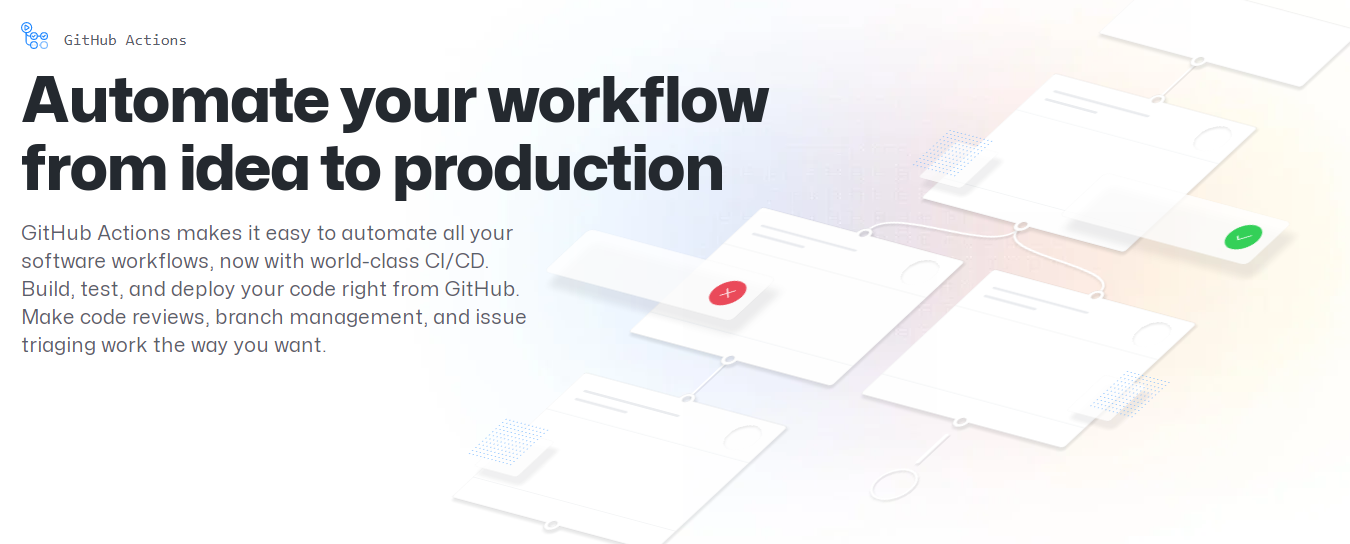 GitHub Actions
Automate your workflow
from idea to production
GitHub Actions makes it easy to automate all your
software workflows, now with world-class CI/CD.
Build, test, and deploy your code right from GitHub.
Make code reviews, branch management, and issue
triaging work the way you want.